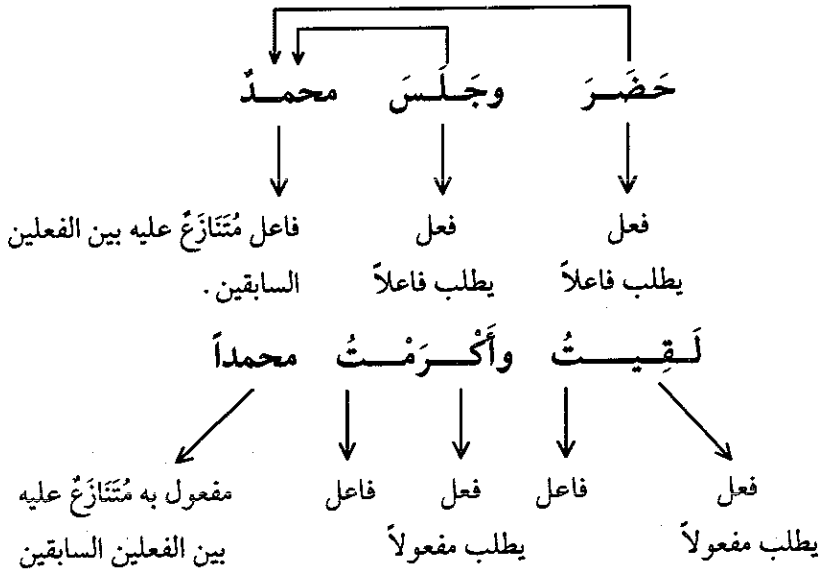 حَضَرَ وجَلَسَ محمدٌ
فعل فعل فاعل مُتَنَازَعٌ عليه بين الفعلين
يطلب فاعلاً يطلب فاعلاً السابقين .
لَقِيتُ وأَكْرَمْتُ محمداً
فعل فاعل فعل فاعل مفعول به مُتَنَازَعٌ عليه
يطلب مفعولاً يطلب مفعولاً بين الفعلين السابقين